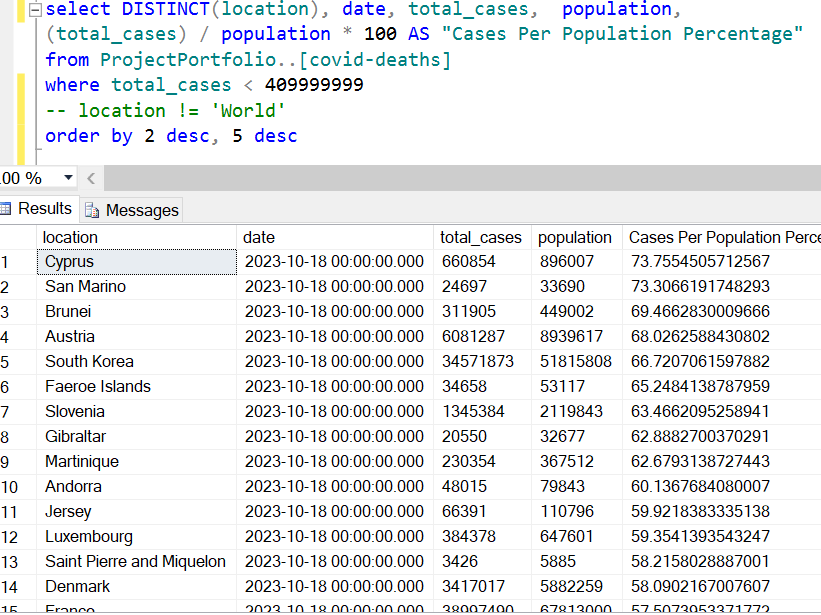 select DISTINCT(location), date, total_cases,  population,
(total_cases) / population * 100 AS "Cases Per Population Percentage"
from ProjectPortfolio..[covid-deaths]
where total_cases < 409999999
-- location != 'World'
order by 2 desc, 5 desc
.00 %
Results Messages
location date total_cases population Cases Per Population Perce
1 Cyprus 2023-10-18 00:00:00.000 660854 896007 73.7554505712567
2 San Marino 2023-10-18 00:00:00.000 24697 33690 73.3066191748293
3 Brunei 2023-10-18 00:00:00.000 311905 449002 69.4662830009666
4 Austria 2023-10-18 00:00:00.000 6081287 8939617 68.0262588430802
5 South Korea 2023-10-18 00:00:00.000 34571873 51815808 66.7207061597882
6 Faeroe Islands 2023-10-18 00:00:00.000 34658 53117 65.2484138787959
7 Slovenia 2023-10-18 00:00:00.000 1345384 2119843 63.4662095258941
8 Gibraltar 2023-10-18 00:00:00.000 20550 32677 62.8882700370291
9 Martinique 2023-10-18 00:00:00.000 230354 367512 62.6793138727443
10 Andorra 2023-10-18 00:00:00.000 48015 79843 60.1367684080007
11 Jersey 2023-10-18 00:00:00.000 66391 110796 59.9218383335138
12 Luxembourg 2023-10-18 00:00:00.000 384378 647601 59.3541393543247
13 Saint Pierre and Miquelon 2023-10-18 00:00:00.000 3426 5885 58.2158028887001
14 Denmark 2023-10-18 00:00:00.000 3417017 5882259 58.0902167007607
15 France 2023-10-18 00:00:00.000 38997490 67813000